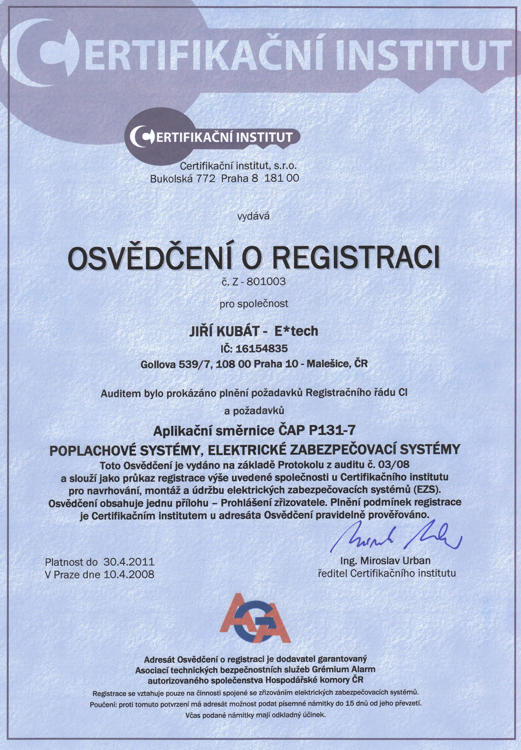 CERTIFIKAČNÍ INSTITUT
CERTIFIKAČNÍ INSTITUT
Certifikační institut, s.r.o.
Bukolská 772 Praha 8 181 00
vydává
OSVĚDČENÍ O REGISTRACI
č. Z - 801003
pro společnost
JIŘÍ KUBÁT - E*tech
IČ: 16154835
Gollova 539/7, 108 00 Praha 10 - Malešice, ČR
Auditem bylo prokázáno plnění požadavků Registračního řádu CI
a požadavků
Aplikační směrnice ČAP P131-7
POPLACHOVÉ SYSTÉMY, ELEKTRICKÉ ZABEZPEČOVACÍ SYSTÉMY
Toto Osvědčení je vydáno na základě Protokolu z auditu č. 03/08
a slouží jako průkaz registrace výše uvedené společnosti u Certifikačního institutu
pro navrhování, montáž a údržbu elektrických zabezpečovacích systémů (EZS).
Osvědčení obsahuje jednu přílohu – Prohlášení zřizovatele. Plnění podmínek registrace
je Certifikačním institutem u adresáta Osvědčení pravidelně prověřováno.
Platnost do 30.4.2011
V Praze dne 10.4.2008
Ing. Miroslav Urban
ředitel Certifikačního institutu
AGA
Adresát Osvědčení o registraci je dodavatel garantovaný
Asociací technických bezpečnostních služeb Grémium Alarm
autorizovaného společenstva Hospodářské komory ČR
Registrace se vztahuje pouze na činnosti spojené se zřizováním elektrických zabezpečovacích systémů.
Poučení: proti tomuto potvrzení má adresát možnost podat písemné námitky do 15 dnů od jeho převzetí.
Včas podané námitky mají odkladný účinek.